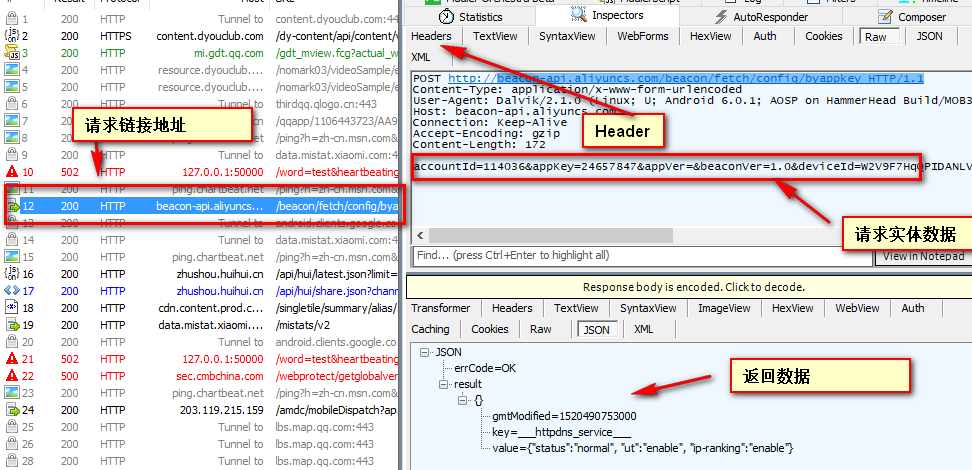 Result Protocol Host URL
1 200 HTTP Tunnel to content.dyouclub.com:443
2 200 HTTPS content.dyouclub.com /dy-content/api/content/v
3 200 HTTP mi.gdt.qq.com /gdt_mview.fcg?actual_w
4 200 HTTP resource.dyouclub.... /nomark03/videoSample/e
5 200 HTTP resource.dyouclub.... /nomark03/videoSample/e
6 200 HTTP Tunnel to thirdqq.qlogo.cn:443
7 /qqapp/1106443723/AA9
8 /ping?h=zh-cn.msn.com&
9 200 HTTP Tunnel to data.mistat.xiaomi.com:4
10 502 HTTP 127.0.0.1:50000 /word=test&heartbeating
11 200 HTTP ping.chartbeat.net /ping?h=zh-cn.msn.com&
12 200 HTTP beacon-api.aliyuncs... /beacon/fetch/config/bya
13 200 HTTP Tunnel to android.clients.google.co
14 200 HTTP Tunnel to data.mistat.xiaomi.com:4
15 200 HTTP ping.chartbeat.net /ping?h=zh-cn.msn.com&
16 200 HTTP zhushou.huihui.cn /api/hui/latest.json?limit=
17 200 HTTP zhushou.huihui.cn /api/hui/share.json?chann
18 200 HTTP cdn.content.prod.c... /singletile/summary/alias/
19 200 HTTP data.mistat.xiaomi.... /mistats/v2
20 200 HTTP Tunnel to android.clients.google.co
21 502 HTTP 127.0.0.1:50000 /word=test&heartbeating
22 500 HTTP sec.cmbchina.com /webprotect/getglobalver
23 200 HTTP ping.chartbeat.net /ping?h=zh-cn.msn.com&
24 200 HTTP 203.119.215.159 /amdc/mobileDispatch?ap
25 200 HTTP Tunnel to lbs.map.qq.com:443
26 200 HTTP Tunnel to lbs.map.qq.com:443
28 200 HTTP Tunnel to lbs.map.qq.com:443
请求链接地址
Statistics Inspectors AutoResponder Composer
Headers TextView SyntaxView WebForms HexView Auth Cookies Raw JSON
XML
POST http://beacon-api.aliyuncs.com/beacon/fetch/config/byappkey HTTP/1.1
Content-Type: application/x-www-form-urlencoded
User-Agent: Dalvik/2.1.0 (Linux; U; Android 6.0.1; AOSP on HammerHead Build/MOB3
Host: beacon-api.aliyuncs.com
Connection: Keep-Alive
Accept-Encoding: gzip
Content-Length: 172
Header
accountId=114036&appKey=24657847&appVer=&beaconVer=1.0&deviceId=W2V9F7HqQPIDANLV
请求实体数据
Find... (press Ctrl+Enter to highlight all)
View in Notepad
Response body is encoded. Click to decode.
Transformer Headers TextView SyntaxView ImageView HexView WebView Auth
Caching Cookies Raw JSON XML
JSON
errCode=OK
result
{}
gmtModified=1520490753000
key=___httpdns_service___
value={"status":"normal", "ut":"enable", "ip-ranking":"enable"}
返回数据